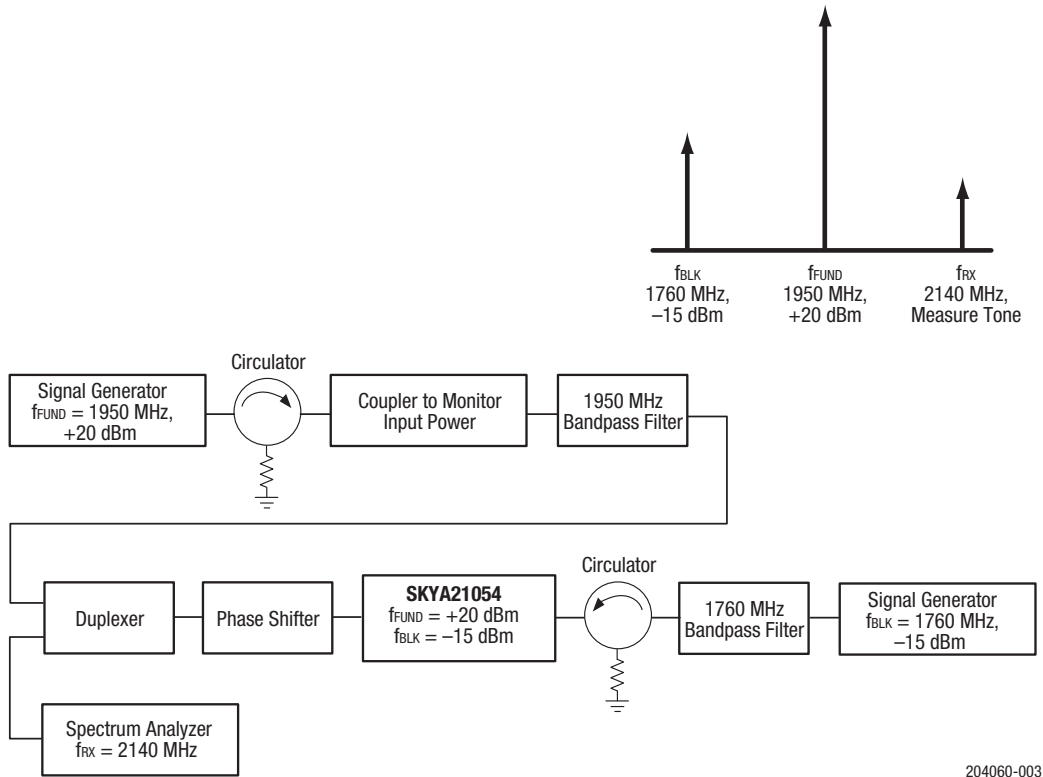 fBLK
1760 MHz,
–15 dBm
fFUND
1950 MHz,
+20 dBm
fRX
2140 MHz,
Measure Tone
Signal Generator
fFUND = 1950 MHz,
+20 dBm
Circulator
Coupler to Monitor
Input Power
1950 MHz
Bandpass Filter
Duplexer
Phase Shifter
SKYA21054
fFUND = +20 dBm
fBLK = –15 dBm
Circulator
1760 MHz
Bandpass Filter
Signal Generator
fBLK = 1760 MHz,
–15 dBm
Spectrum Analyzer
fRX = 2140 MHz
204060-003